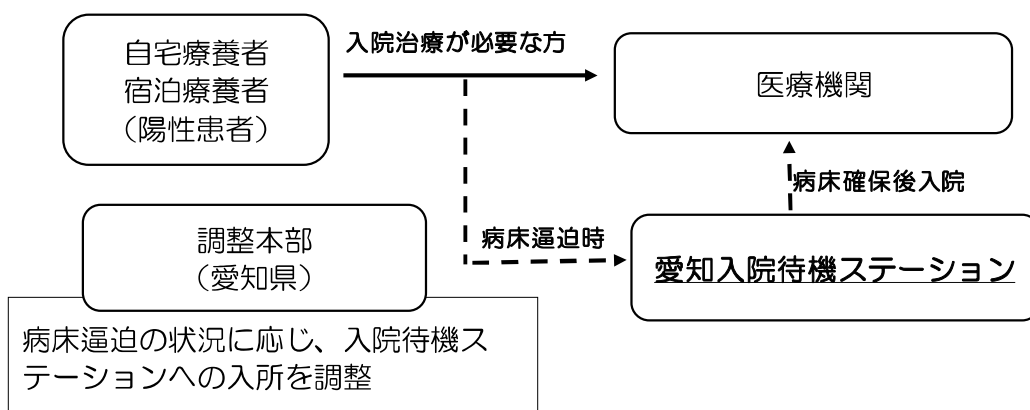 自宅療養者
宿泊療養者
（陽性患者）
入院治療が必要な方
医療機関
病床確保後入院
病床逼迫時
愛知入院待機ステーション
調整本部
（愛知県）
病床逼迫の状況に応じ、入院待機ス
テーションへの入所を調整